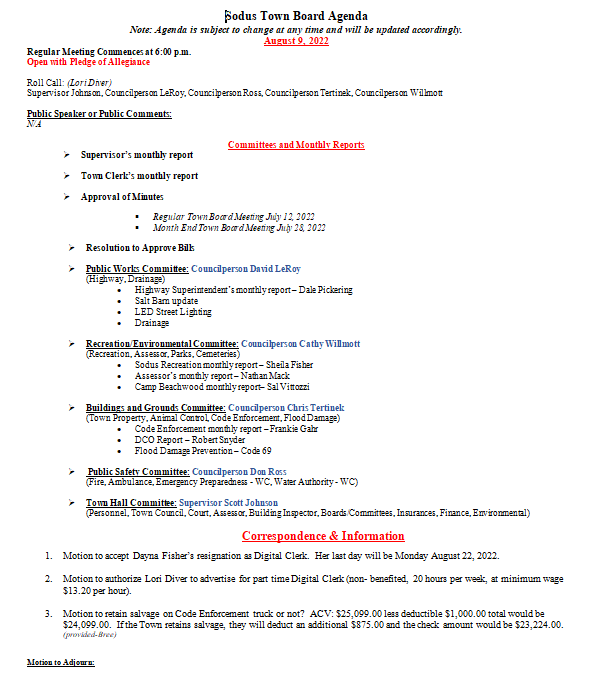 Sodus Town Board Agenda
Note: Agenda is subject to change at any time and will be updated accordingly.
August 9, 2022
Regular Meeting Commences at 6:00 p.m.
Open with Pledge of Allegiance
Roll Call: (Lori Diver)
Supervisor Johnson, Councilperson LeRoy, Councilperson Ross, Councilperson Tertinek, Councilperson Willmott
Public Speaker or Public Comments:
N/A
Committees and Monthly Reports
➢ Supervisor's monthly report
➢ Town Clerk's monthly report
➢ Approval of Minutes
▪ Regular Town Board Meeting July 12, 2022
▪ Month End Town Board Meeting July 28, 2022
➢ Resolution to Approve Bills
➢ Public Works Committee: Councilperson David LeRoy
(Highway, Drainage)
• Highway Superintendent's monthly report – Dale Pickering
• Salt Barn update
• LED Street Lighting
• Drainage
➢ Recreation/Environmental Committee: Councilperson Cathy Willmott
(Recreation, Assessor, Parks, Cemeteries)
• Sodus Recreation monthly report – Sheila Fisher
• Assessor's monthly report – Nathan Mack
• Camp Beachwood monthly report – Sal Vittozzi
➢ Buildings and Grounds Committee: Councilperson Chris Tertinek
(Town Property, Animal Control, Code Enforcement, Flood Damage)
• Code Enforcement monthly report – Frankie Gahr
• DCO Report – Robert Snyder
• Flood Damage Prevention – Code 69
➢ Public Safety Committee: Councilperson Don Ross
(Fire, Ambulance, Emergency Preparedness - WC, Water Authority - WC)
➢ Town Hall Committee: Supervisor Scott Johnson
(Personnel, Town Council, Court, Assessor, Building Inspector, Boards/Committees, Insurances, Finance, Environmental)
Correspondence & Information
1. Motion to accept Dayna Fisher's resignation as Digital Clerk. Her last day will be Monday August 22, 2022.
2. Motion to authorize Lori Diver to advertise for part time Digital Clerk (non- benefited, 20 hours per week, at minimum wage
$13.20 per hour).
3. Motion to retain salvage on Code Enforcement truck or not? ACV: $25,099.00 less deductible $1,000.00 total would be
$24,099.00. If the Town retains salvage, they will deduct an additional $875.00 and the check amount would be $23,224.00.
(provided-Bree)
Motion to Adjourn: